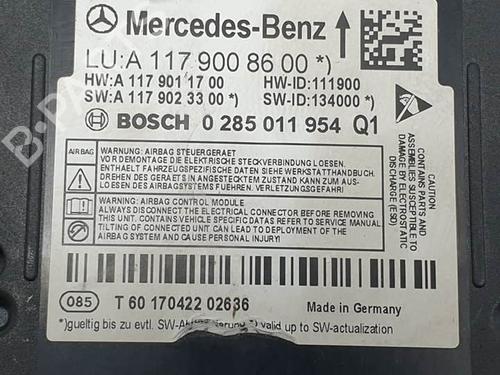 Mercedes-Benz
LU:A 117 900 86 00 *)
HW:A 117 901 17 00 HW-ID:111900
SW:A 117 902 33 00 *) SW-ID:134000 *)
BOSCH 0 285 011 954 Q1
AIRBAG
WARNUNG: AIRBAG STEUERGERAET
VOR DEMONTAGE DIE ELEKTRISCHE STECKVERBINDUNG LOESEN.
ENTHAELT FAHRZEUGSPEZIFISCHE DATEN SIEHE WERKSTATTHANDBUCH.
DREHEN DES GERAETS IN ANGESTECKTEM ZUSTAND KANN ZUM
AUSLOESEN DES AIRBAGSYSTEMS FUEHREN. VERLETZUNGSGEFAHR!
WARNING: AIRBAG CONTROL MODULE
ALWAYS DISCONNECT THE ELECTRICAL CONNECTOR BEFORE REMOVING
THIS UNIT. CONTAINS VEHICLE SPECIFIC DATA REFER TO SERVICE MANUAL
TILTING OF CONNECTED UNIT CAN LEAD TO DEPLOYMENT OF THE
AIRBAG SYSTEM AND CAUSE PERSONAL INJURY.
CAUTION
CONTAINS PARTS AND
ASSEMBLIES SUSCEPTIBLE TO
DAMAGE BY ELECTROSTATIC
DISCHARGE (ESD)
085 T 60 170422 02636 Made in Germany
*)gueltig bis zu evtl. SW-Aktualisierung *) valid up to SW-actualization